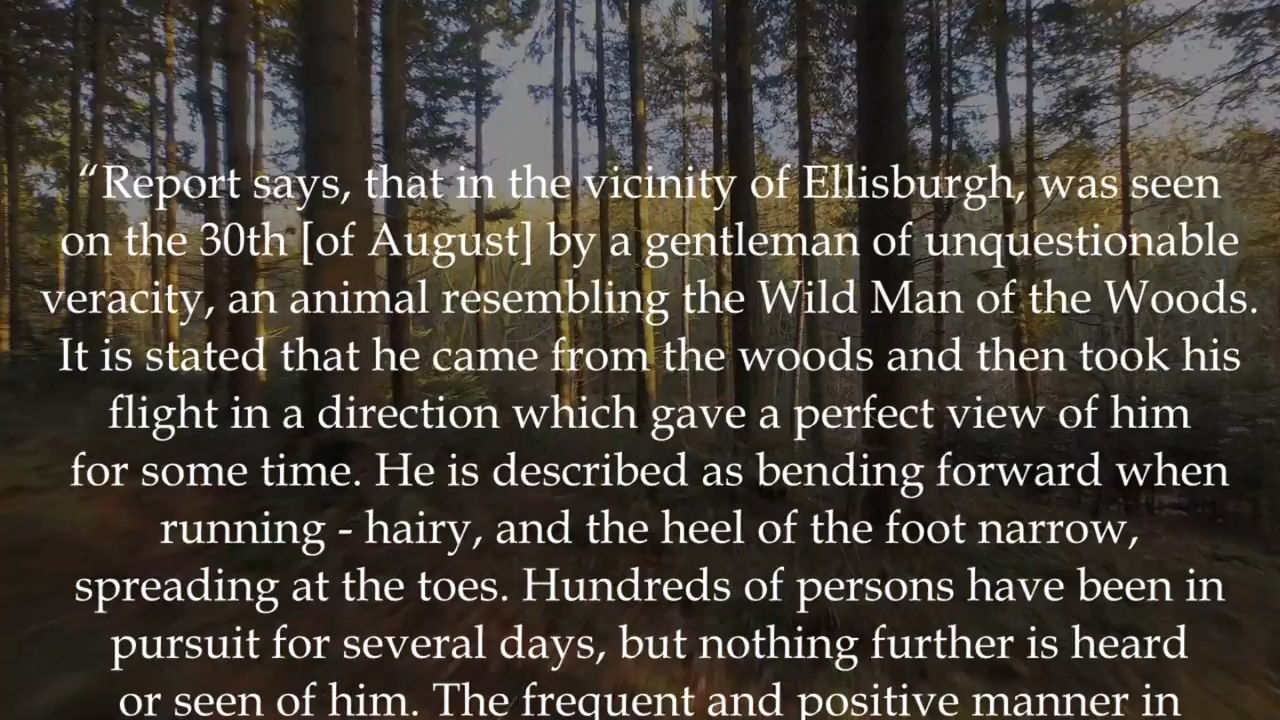 “Report says, that in the vicinity of Ellisburgh, was seen
on the 30th [of August] by a gentleman of unquestionable
veracity, an animal resembling the Wild Man of the Woods.
It is stated that he came from the woods and then took his
flight in a direction which gave a perfect view of him
for some time. He is described as bending forward when
running - hairy, and the heel of the foot narrow,
spreading at the toes. Hundreds of persons have been in
pursuit for several days, but nothing further is heard
or seen of him. The frequent and positive manner in